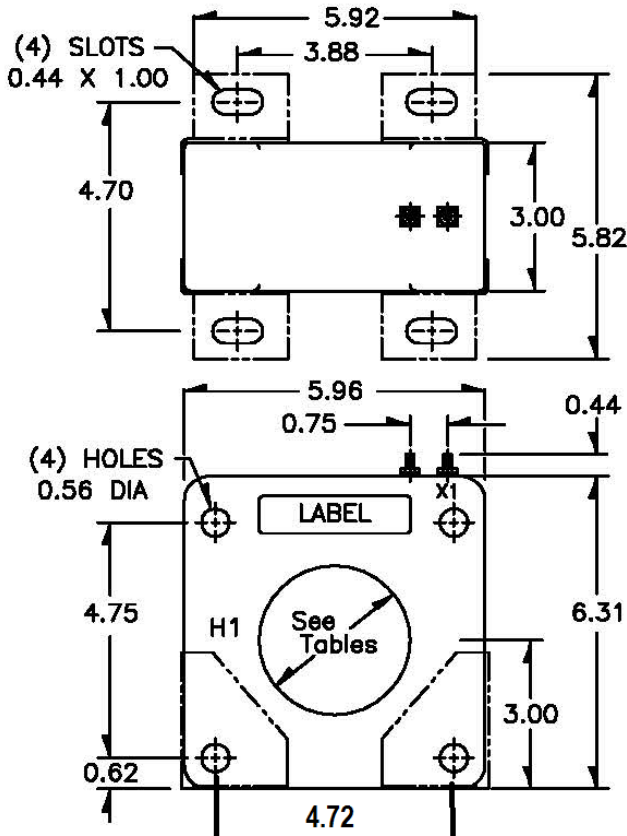 5.92
(4) SLOTS
0.44 X 1.00
3.88
4.70
3.00
5.82
5.96
0.75
0.44
(4) HOLES
0.56 DIA
X1
LABEL
4.75
H1
See
Tables
6.31
3.00
0.62
4.72